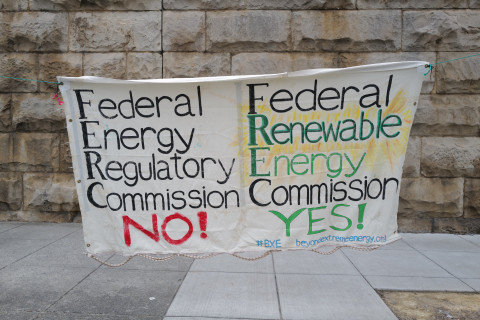 Federal
Energy
Regulatory
Commission
NO!
Federal
Renewable
Energy
Commission
YES!
#BXE beyondextremeenergy.org